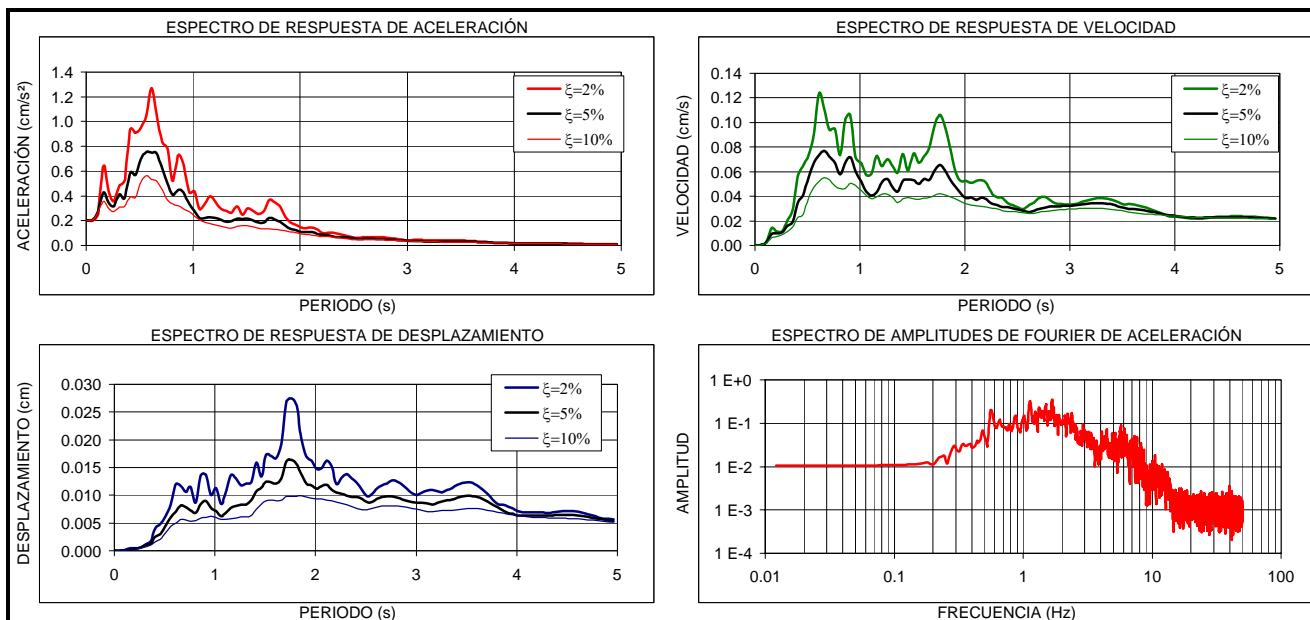 ESPECTRO DE RESPUESTA DE ACELERACIÓN
ACELERACIÓN (cm/s²)
1.4
1.2
1.0
0.8
0.6
0.4
0.2
0.0
0 1 2 3 4 5
PERIODO (s)
ξ=2%
ξ=5%
ξ=10%
ESPECTRO DE RESPUESTA DE VELOCIDAD
VELOCIDAD (cm/s)
0.14
0.12
0.10
0.08
0.06
0.04
0.02
0.00
0 1 2 3 4 5
PERIODO (s)
ξ=2%
ξ=5%
ξ=10%
ESPECTRO DE RESPUESTA DE DESPLAZAMIENTO
DESPLAZAMIENTO (cm)
0.030
0.025
0.020
0.015
0.010
0.005
0.000
0 1 2 3 4 5
PERIODO (s)
ξ=2%
ξ=5%
ξ=10%
ESPECTRO DE AMPLITUDES DE FOURIER DE ACELERACIÓN
AMPLITUD
1 E+0
1 E-1
1 E-2
1 E-3
1 E-4
0.01 0.1 1 10 100
FRECUENCIA (Hz)